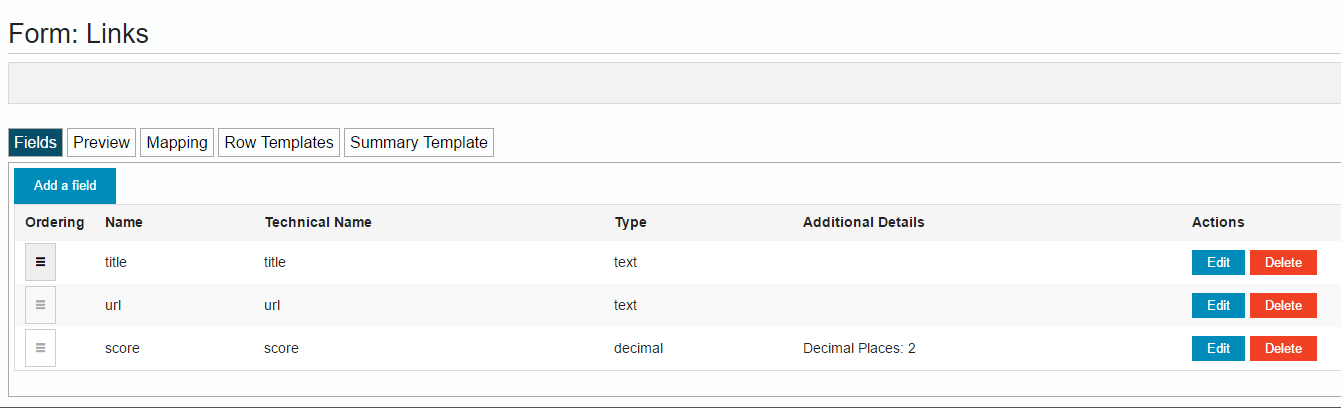 Form: Links
Fields Preview Mapping Row Templates Summary Template
Add a field
Ordering Name Technical Name Type Additional Details Actions
title title text Edit Delete
url url text Edit Delete
score score decimal Decimal Places: 2 Edit Delete